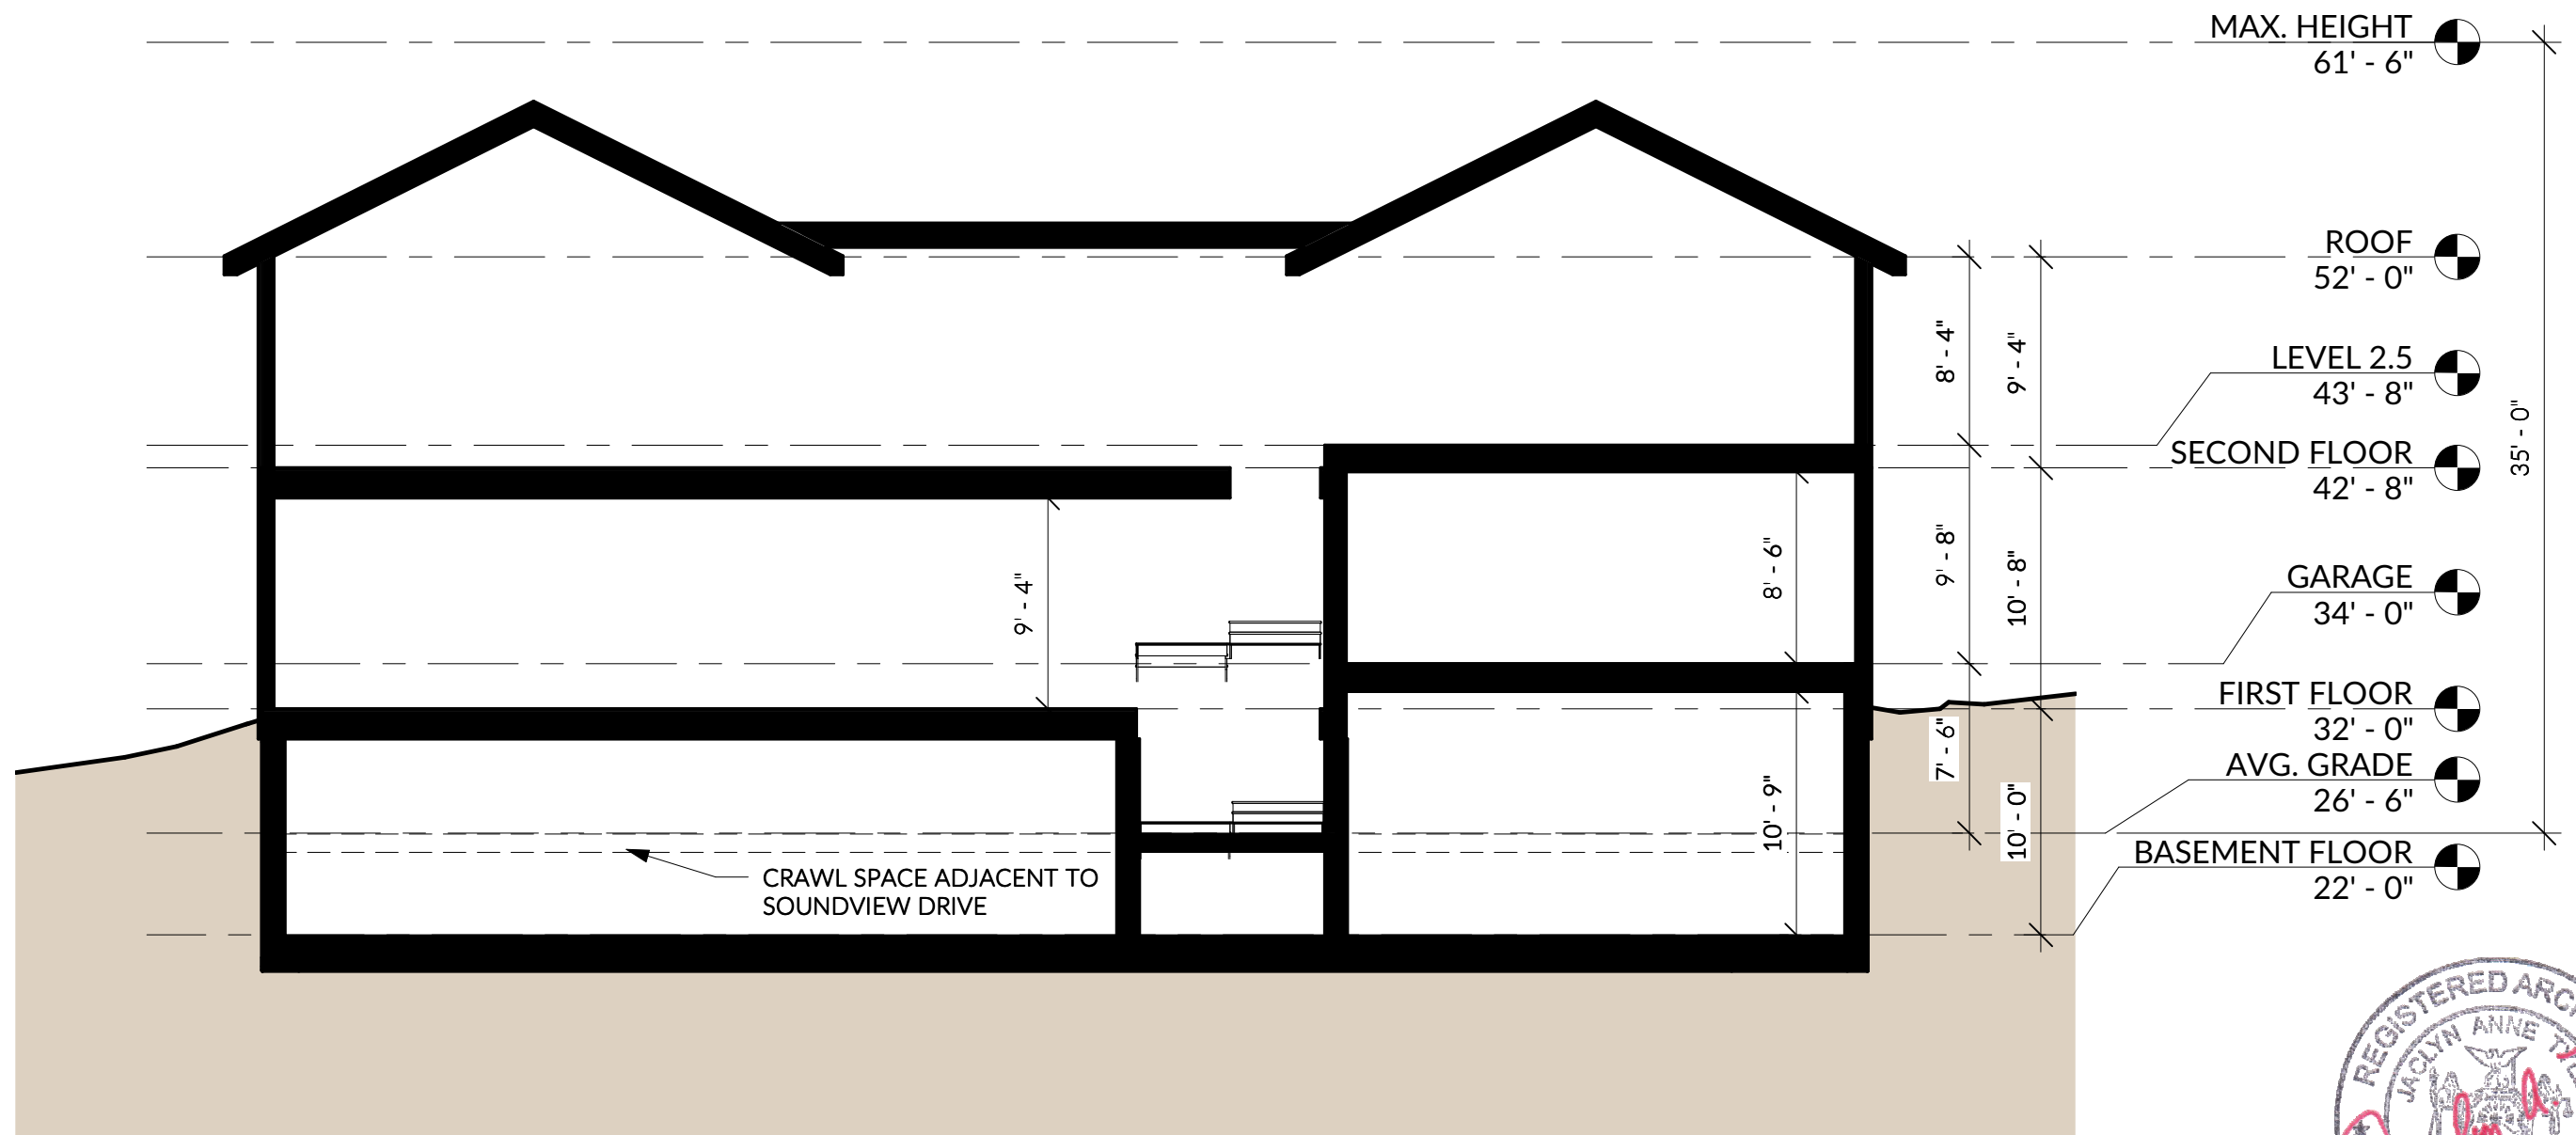 MAX. HEIGHT
61' - 6"
ROOF
52' - 0"
8' - 4"
9' - 4"
LEVEL 2.5
43' - 8"
35' - 0"
SECOND FLOOR
42' - 8"
9' - 4"
8' - 6"
9' - 8"
10' - 8"
GARAGE
34' - 0"
FIRST FLOOR
32' - 0"
7' - 6"
AVG. GRADE
26' - 6"
10' - 9"
10' - 0"
BASEMENT FLOOR
22' - 0"
CRAWL SPACE ADJACENT TO
SOUNDVIEW DRIVE
REGISTERED ARC
JACLYN ANNE TY